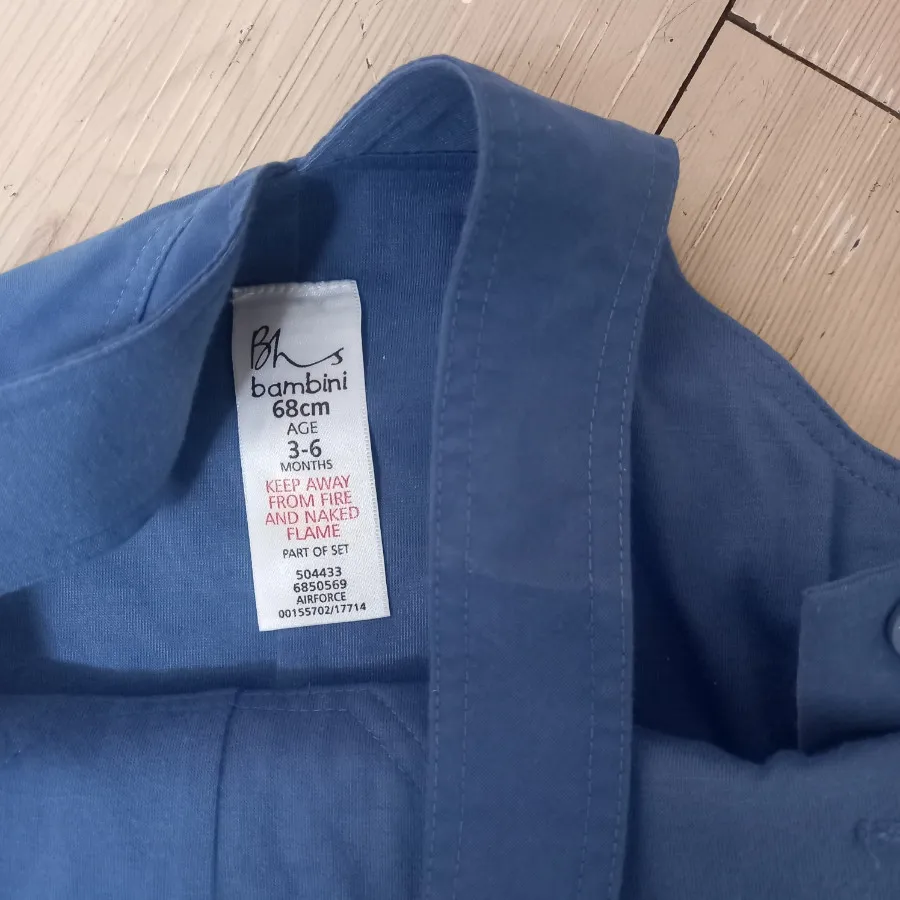 Bhs
bambini
68cm
AGE
3-6
MONTHS
KEEP AWAY
FROM FIRE
AND NAKED
FLAME
PART OF SET
504433
6850569
AIRFORCE
00155702/17714